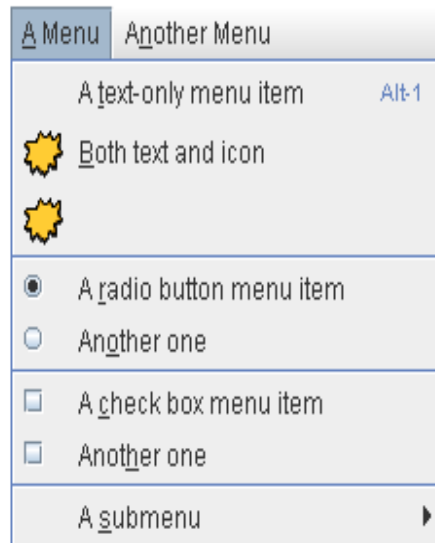 A Menu Another Menu
A text-only menu item Alt-1
Both text and icon
A radio button menu item
Another one
A check box menu item
Another one
A submenu